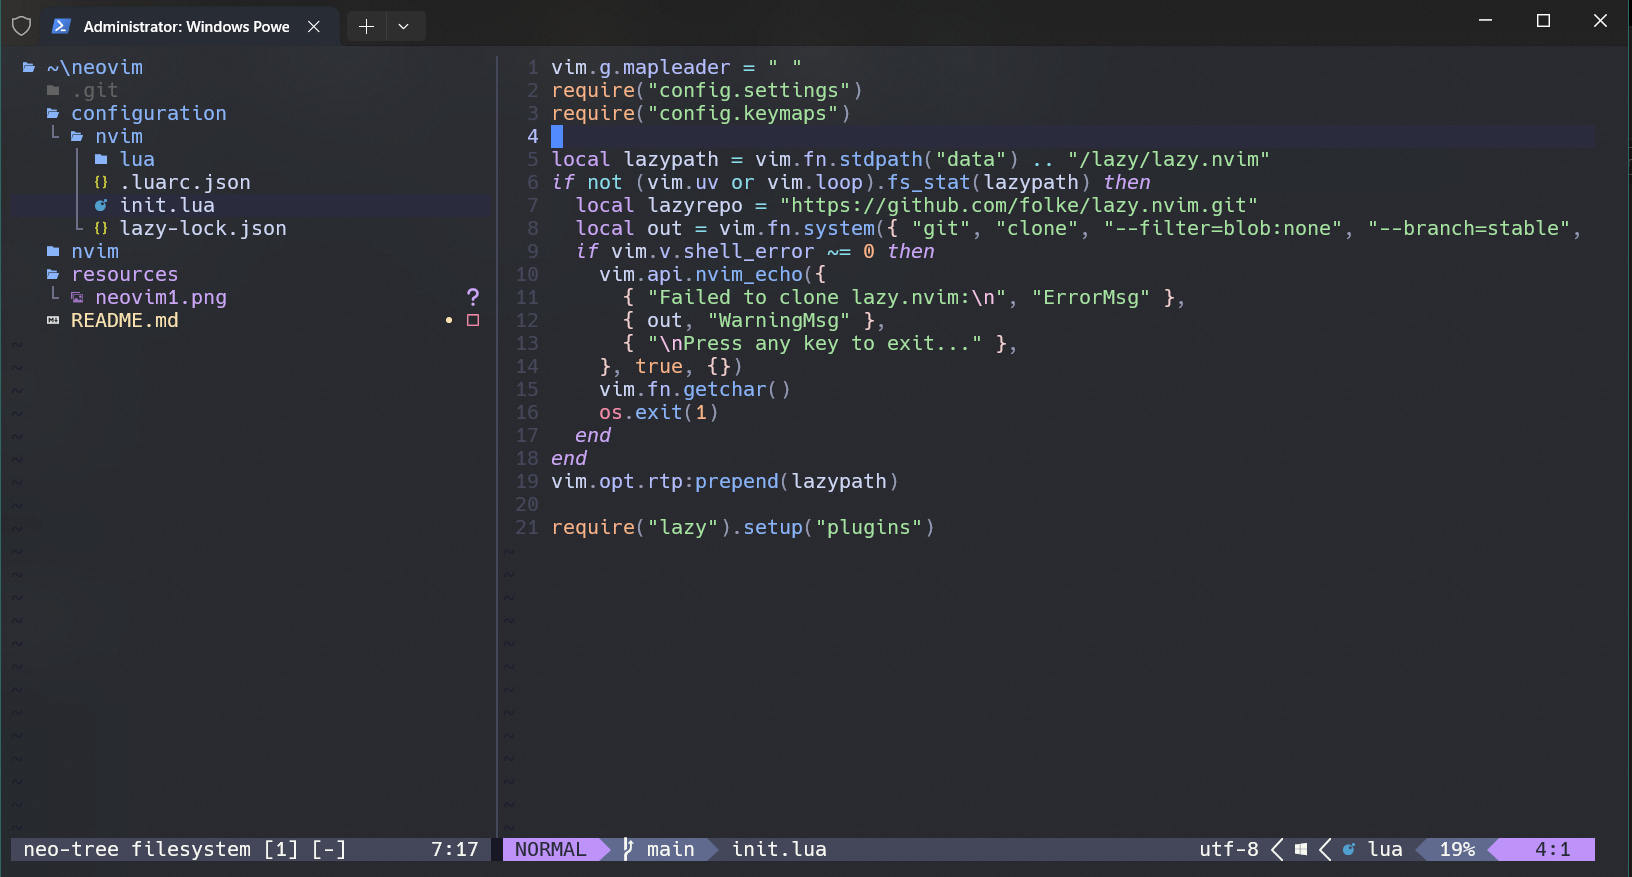 Administrator: Windows Powe
~\neovim
.git
configuration
nvim
lua
.luarc.json
init.lua
lazy-lock.json
nvim
resources
neovim1.png ?
README.md
neo-tree filesystem [1] [-] 7:17
1 vim.g.mapleader = " "
2 require("config.settings")
3 require("config.keymaps")
4
5 local lazypath = vim.fn.stdpath("data") .. "/lazy/lazy.nvim"
6 if not (vim.uv or vim.loop).fs_stat(lazypath) then
7   local lazyrepo = "https://github.com/folke/lazy.nvim.git"
8   local out = vim.fn.system({ "git", "clone", "--filter=blob:none", "--branch=stable",
9   if vim.v.shell_error ~= 0 then
10     vim.api.nvim_echo({
11       { "Failed to clone lazy.nvim:\n", "ErrorMsg" },
12       { out, "WarningMsg" },
13       { "\nPress any key to exit..." },
14     }, true, {})
15     vim.fn.getchar()
16     os.exit(1)
17   end
18 end
19 vim.opt.rtp:prepend(lazypath)
20
21 require("lazy").setup("plugins")
NORMAL main init.lua utf-8 lua 19% 4:1